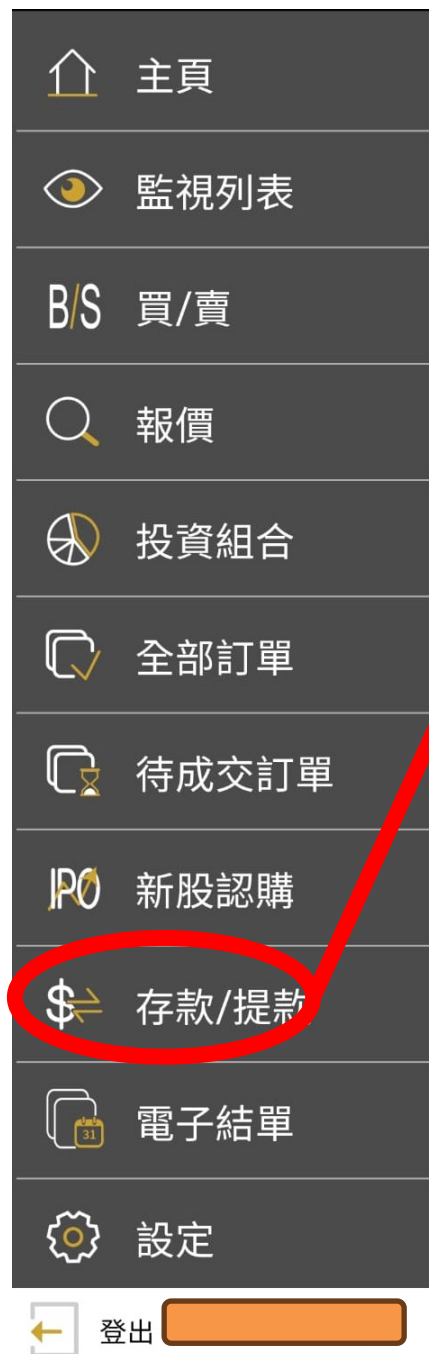 主頁
監視列表
B/S 買/賣
報價
投資組合
全部訂單
待成交訂單
IPO 新股認購
$ 存款/提款
31 電子結單
設定
登出